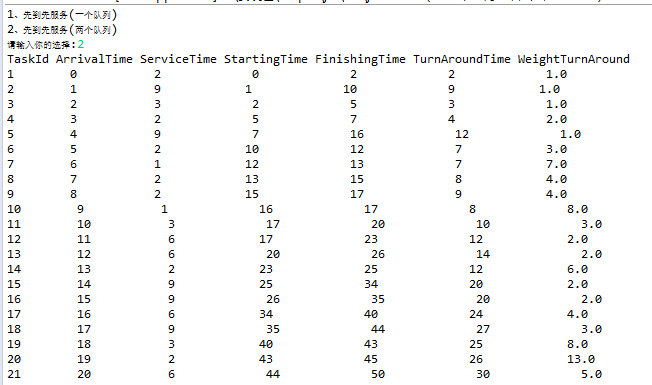 1、先到先服务(一个队列)
2、先到先服务(两个队列)
请输入你的选择:2
TaskId ArrivalTime ServiceTime StartingTime FinishingTime TurnAroundTime WeightTurnAround
1 0 2 0 2 2 1.0
2 1 9 1 10 9 1.0
3 2 3 2 5 3 1.0
4 3 2 5 7 4 2.0
5 4 9 7 16 12 1.0
6 5 2 10 12 7 3.0
7 6 1 12 13 7 7.0
8 7 2 13 15 8 4.0
9 8 2 15 17 9 4.0
10 9 1 16 17 8 8.0
11 10 3 17 20 10 3.0
12 11 6 17 23 12 2.0
13 12 6 20 26 14 2.0
14 13 2 23 25 12 6.0
15 14 9 25 34 20 2.0
16 15 9 26 35 20 2.0
17 16 6 34 40 24 4.0
18 17 9 35 44 27 3.0
19 18 3 40 43 25 8.0
20 19 2 43 45 26 13.0
21 20 6 44 50 30 5.0